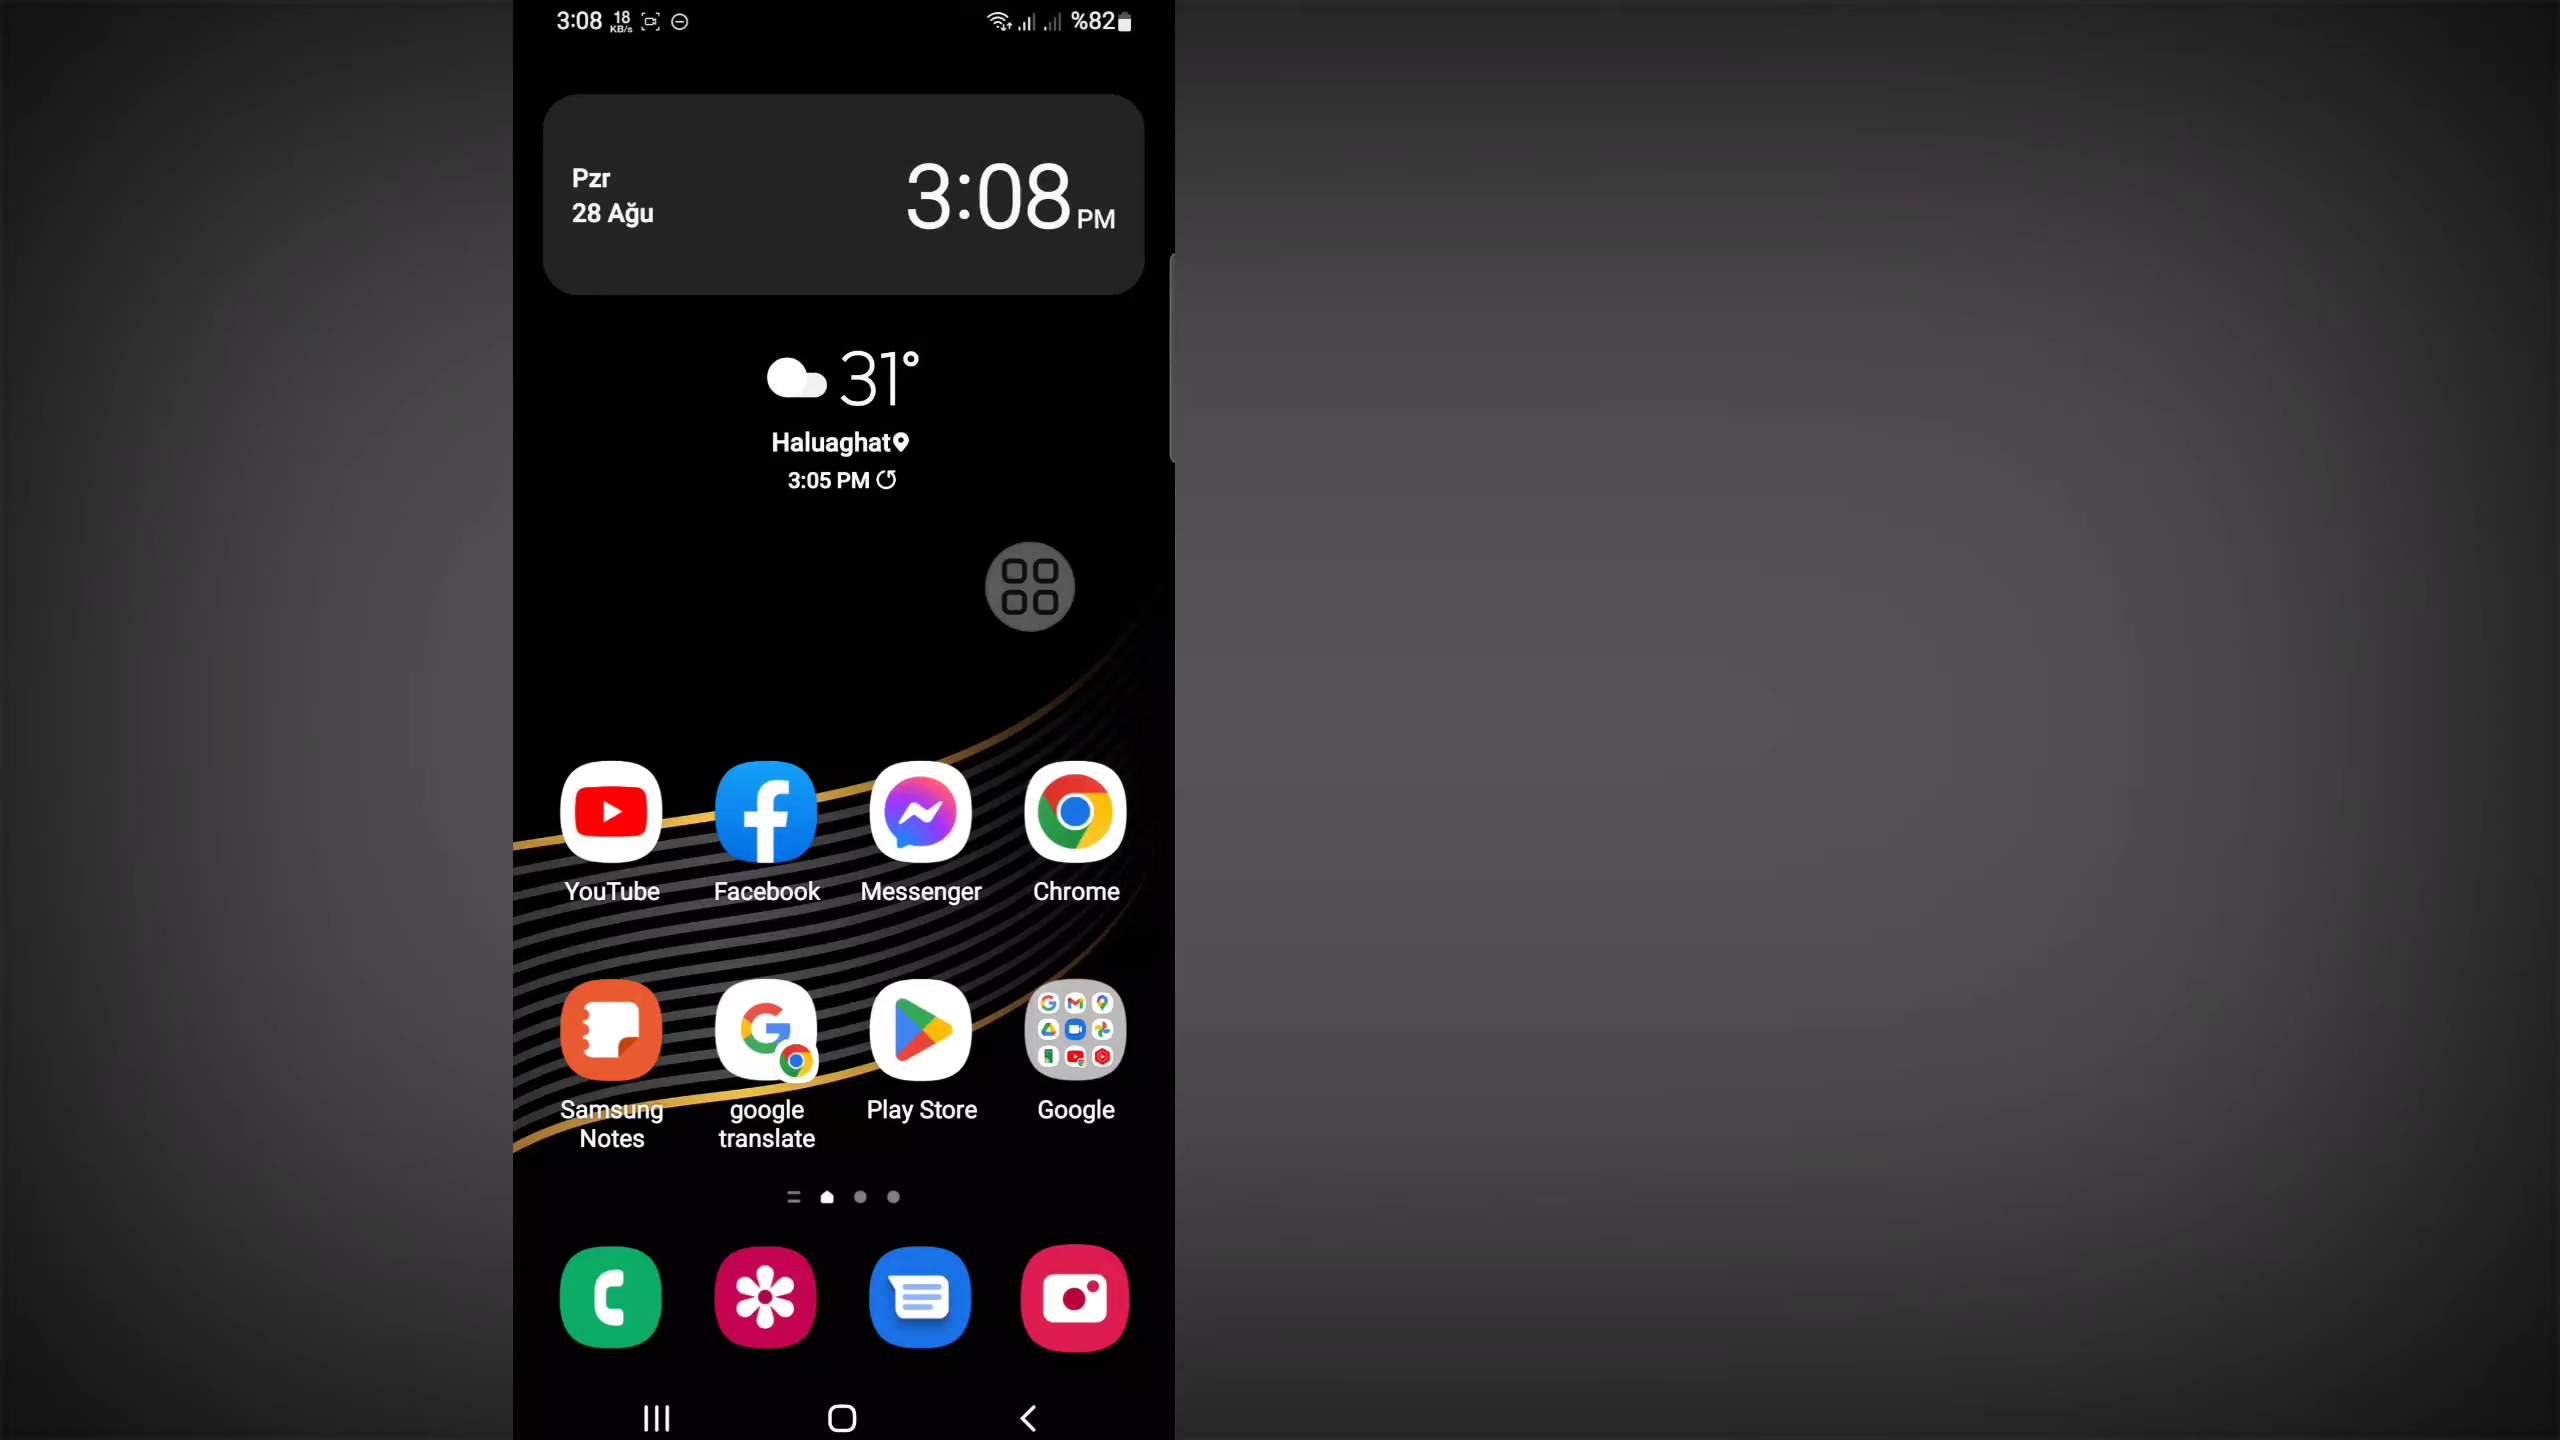 3:08 18 KB/s %82
Pzr
28 Ağu
3:08 PM
31°
Haluaghat
3:05 PM
YouTube Facebook Messenger Chrome
Samsung Notes
google translate
Play Store
Google